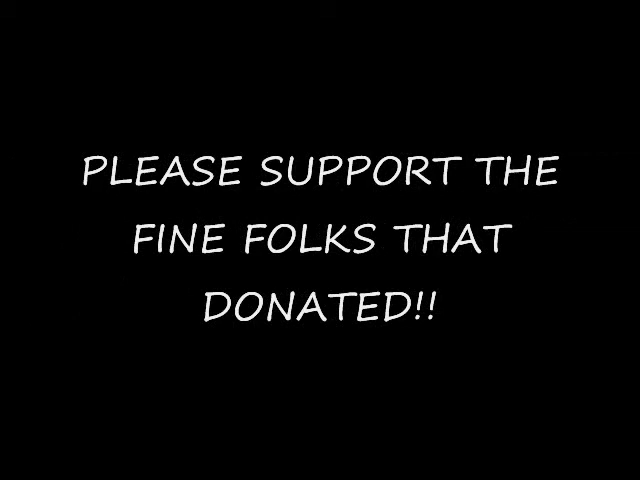 PLEASE SUPPORT THE
FINE FOLKS THAT
DONATED!!